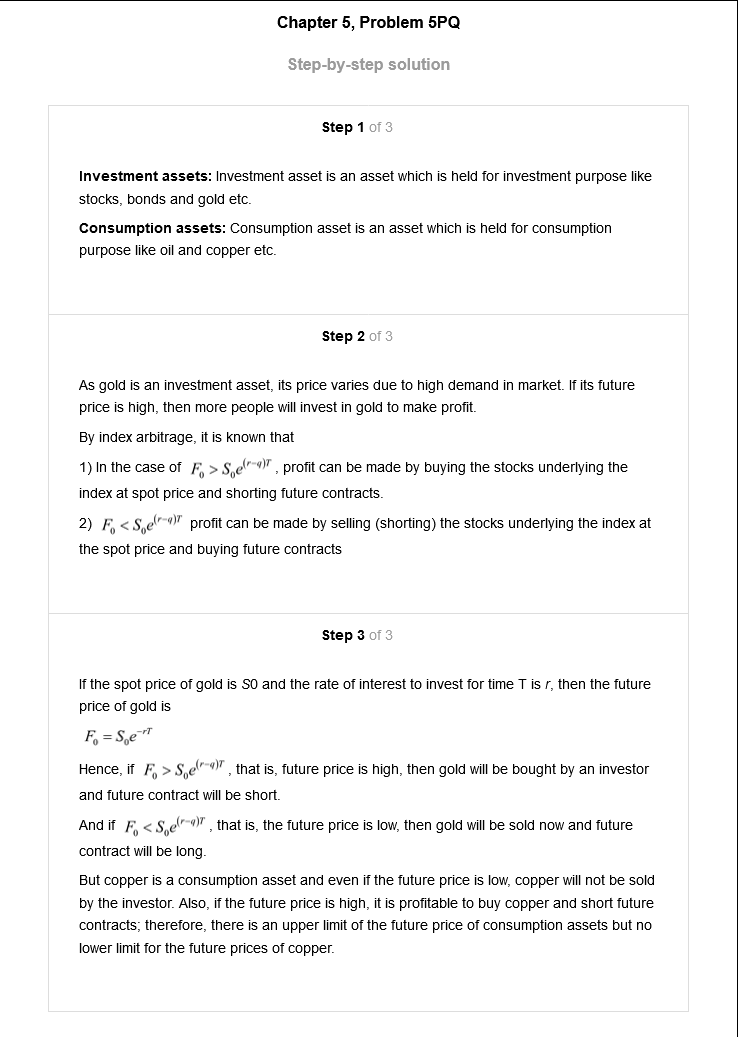 Chapter 5, Problem 5PQ
Step-by-step solution
Step 1 of 3
Investment assets: Investment asset is an asset which is held for investment purpose like
stocks, bonds and gold etc.
Consumption assets: Consumption asset is an asset which is held for consumption
purpose like oil and copper etc.
Step 2 of 3
As gold is an investment asset, its price varies due to high demand in market. If its future
price is high, then more people will invest in gold to make profit.
By index arbitrage, it is known that
1) In the case of F₀ > S₀e^(r−q)T , profit can be made by buying the stocks underlying the
index at spot price and shorting future contracts.
2) F₀ < S₀e^(r−q)T profit can be made by selling (shorting) the stocks underlying the index at
the spot price and buying future contracts
Step 3 of 3
If the spot price of gold is S0 and the rate of interest to invest for time T is r, then the future
price of gold is
F₀ = S₀e^−rT
Hence, if F₀ > S₀e^(r−q)T , that is, future price is high, then gold will be bought by an investor
and future contract will be short.
And if F₀ < S₀e^(r−q)T , that is, the future price is low, then gold will be sold now and future
contract will be long.
But copper is a consumption asset and even if the future price is low, copper will not be sold
by the investor. Also, if the future price is high, it is profitable to buy copper and short future
contracts; therefore, there is an upper limit of the future price of consumption assets but no
lower limit for the future prices of copper.